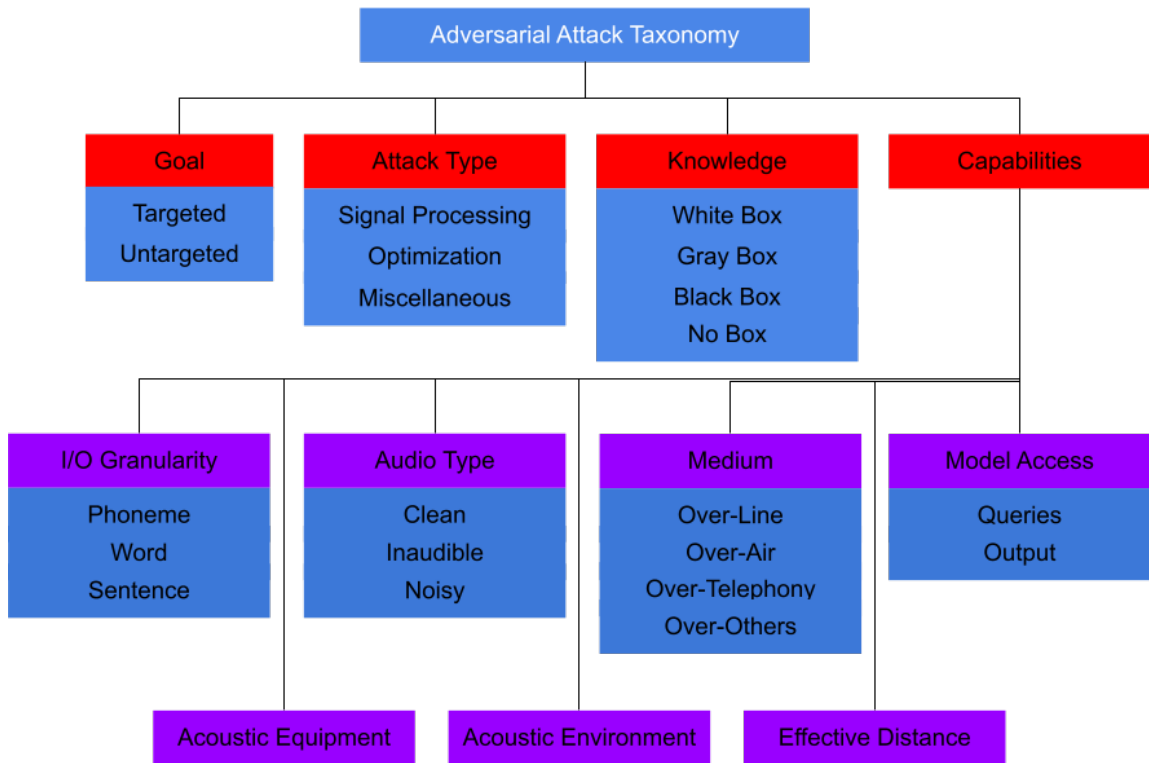 Adversarial Attack Taxonomy
Goal
Targeted
Untargeted
Attack Type
Signal Processing
Optimization
Miscellaneous
Knowledge
White Box
Gray Box
Black Box
No Box
Capabilities
I/O Granularity
Phoneme
Word
Sentence
Audio Type
Clean
Inaudible
Noisy
Medium
Over-Line
Over-Air
Over-Telephony
Over-Others
Model Access
Queries
Output
Acoustic Equipment
Acoustic Environment
Effective Distance